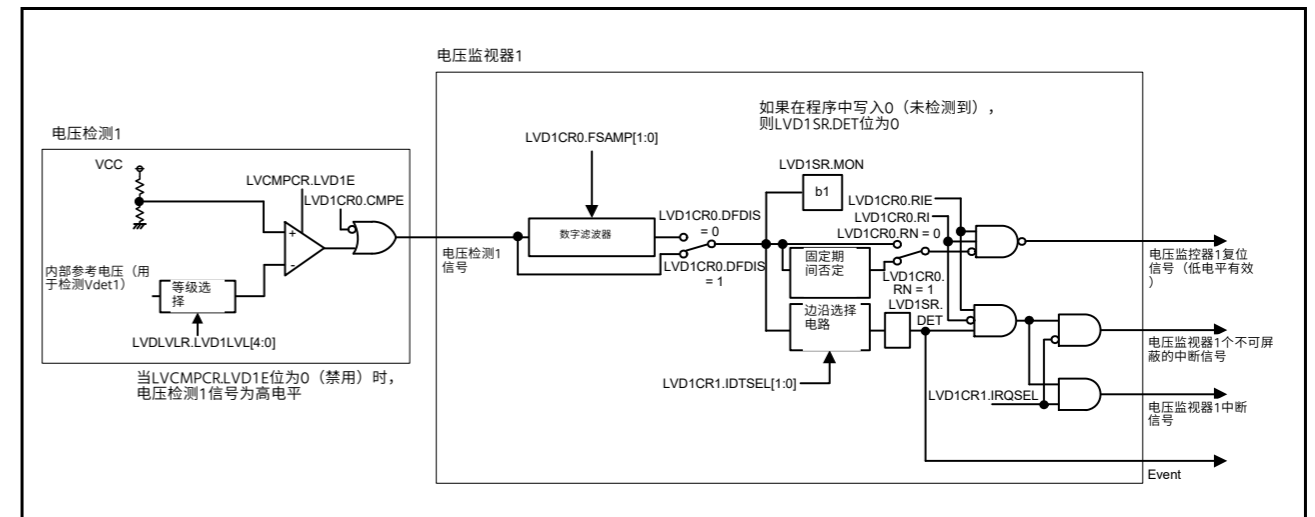 电压监视器1
电压检测1
VCC
LVCMPCR.LVD1E
LVD1CR0.CMPE
+
-
内部参考电压（用
于检测Vdet1）
等级选
择
LVDLVLR.LVD1LVL[4:0]
当LVCMPCR.LVD1E位为0（禁用）时，
电压检测1信号为高电平
电压检测1
信号
LVD1CR0.FSAMP[1:0]
数字滤波器
LVD1CR0.DFDIS
= 0
LVD1CR0.DFDIS
= 1
如果在程序中写入0（未检测到），
则LVD1SR.DET位为0
LVD1SR.MON
b1
LVD1CR0.RIE
LVD1CR0.RI
LVD1CR0.RN = 0
固定期
间否定
LVD1CR0.
RN = 1
边沿选择
电路
LVD1SR.
DET
LVD1CR1.IDTSEL[1:0]
LVD1CR1.IRQSEL
电压监控器1复位
信号（低电平有效
）
电压监视器1个不可屏
蔽的中断信号
电压监视器1中断
信号
Event